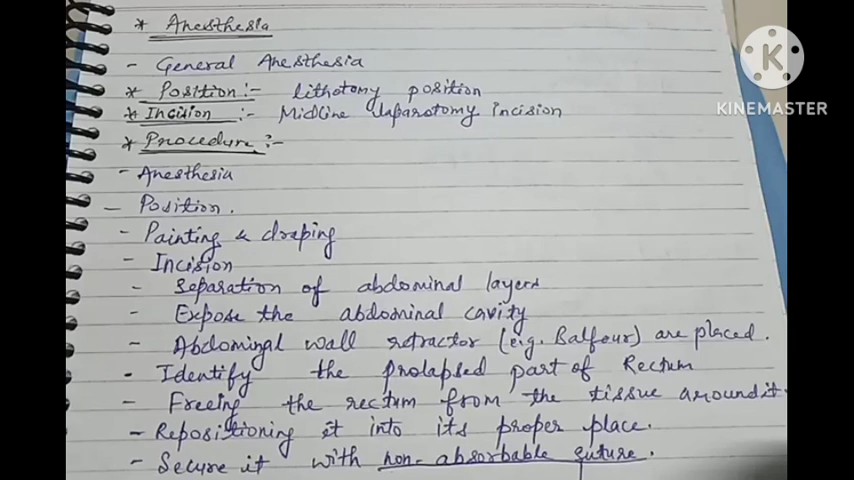 * Anesthesia
- General Anesthesia
* Position :- lithotomy position
* Incision :- Midline Laparotomy incision
* Procedure :-
- Anesthesia
- Position.
- Painting & draping
- Incision
- Separation of abdominal layers
- Expose the abdominal cavity
- Abdominal wall retractor (e.g. Balfour) are placed.
- Identify the prolapsed part of Rectum
- Freeing the rectum from the tissue around it.
- Repositioning it into its proper place.
- Secure it with non-absorbable suture.
K
KINEMASTER